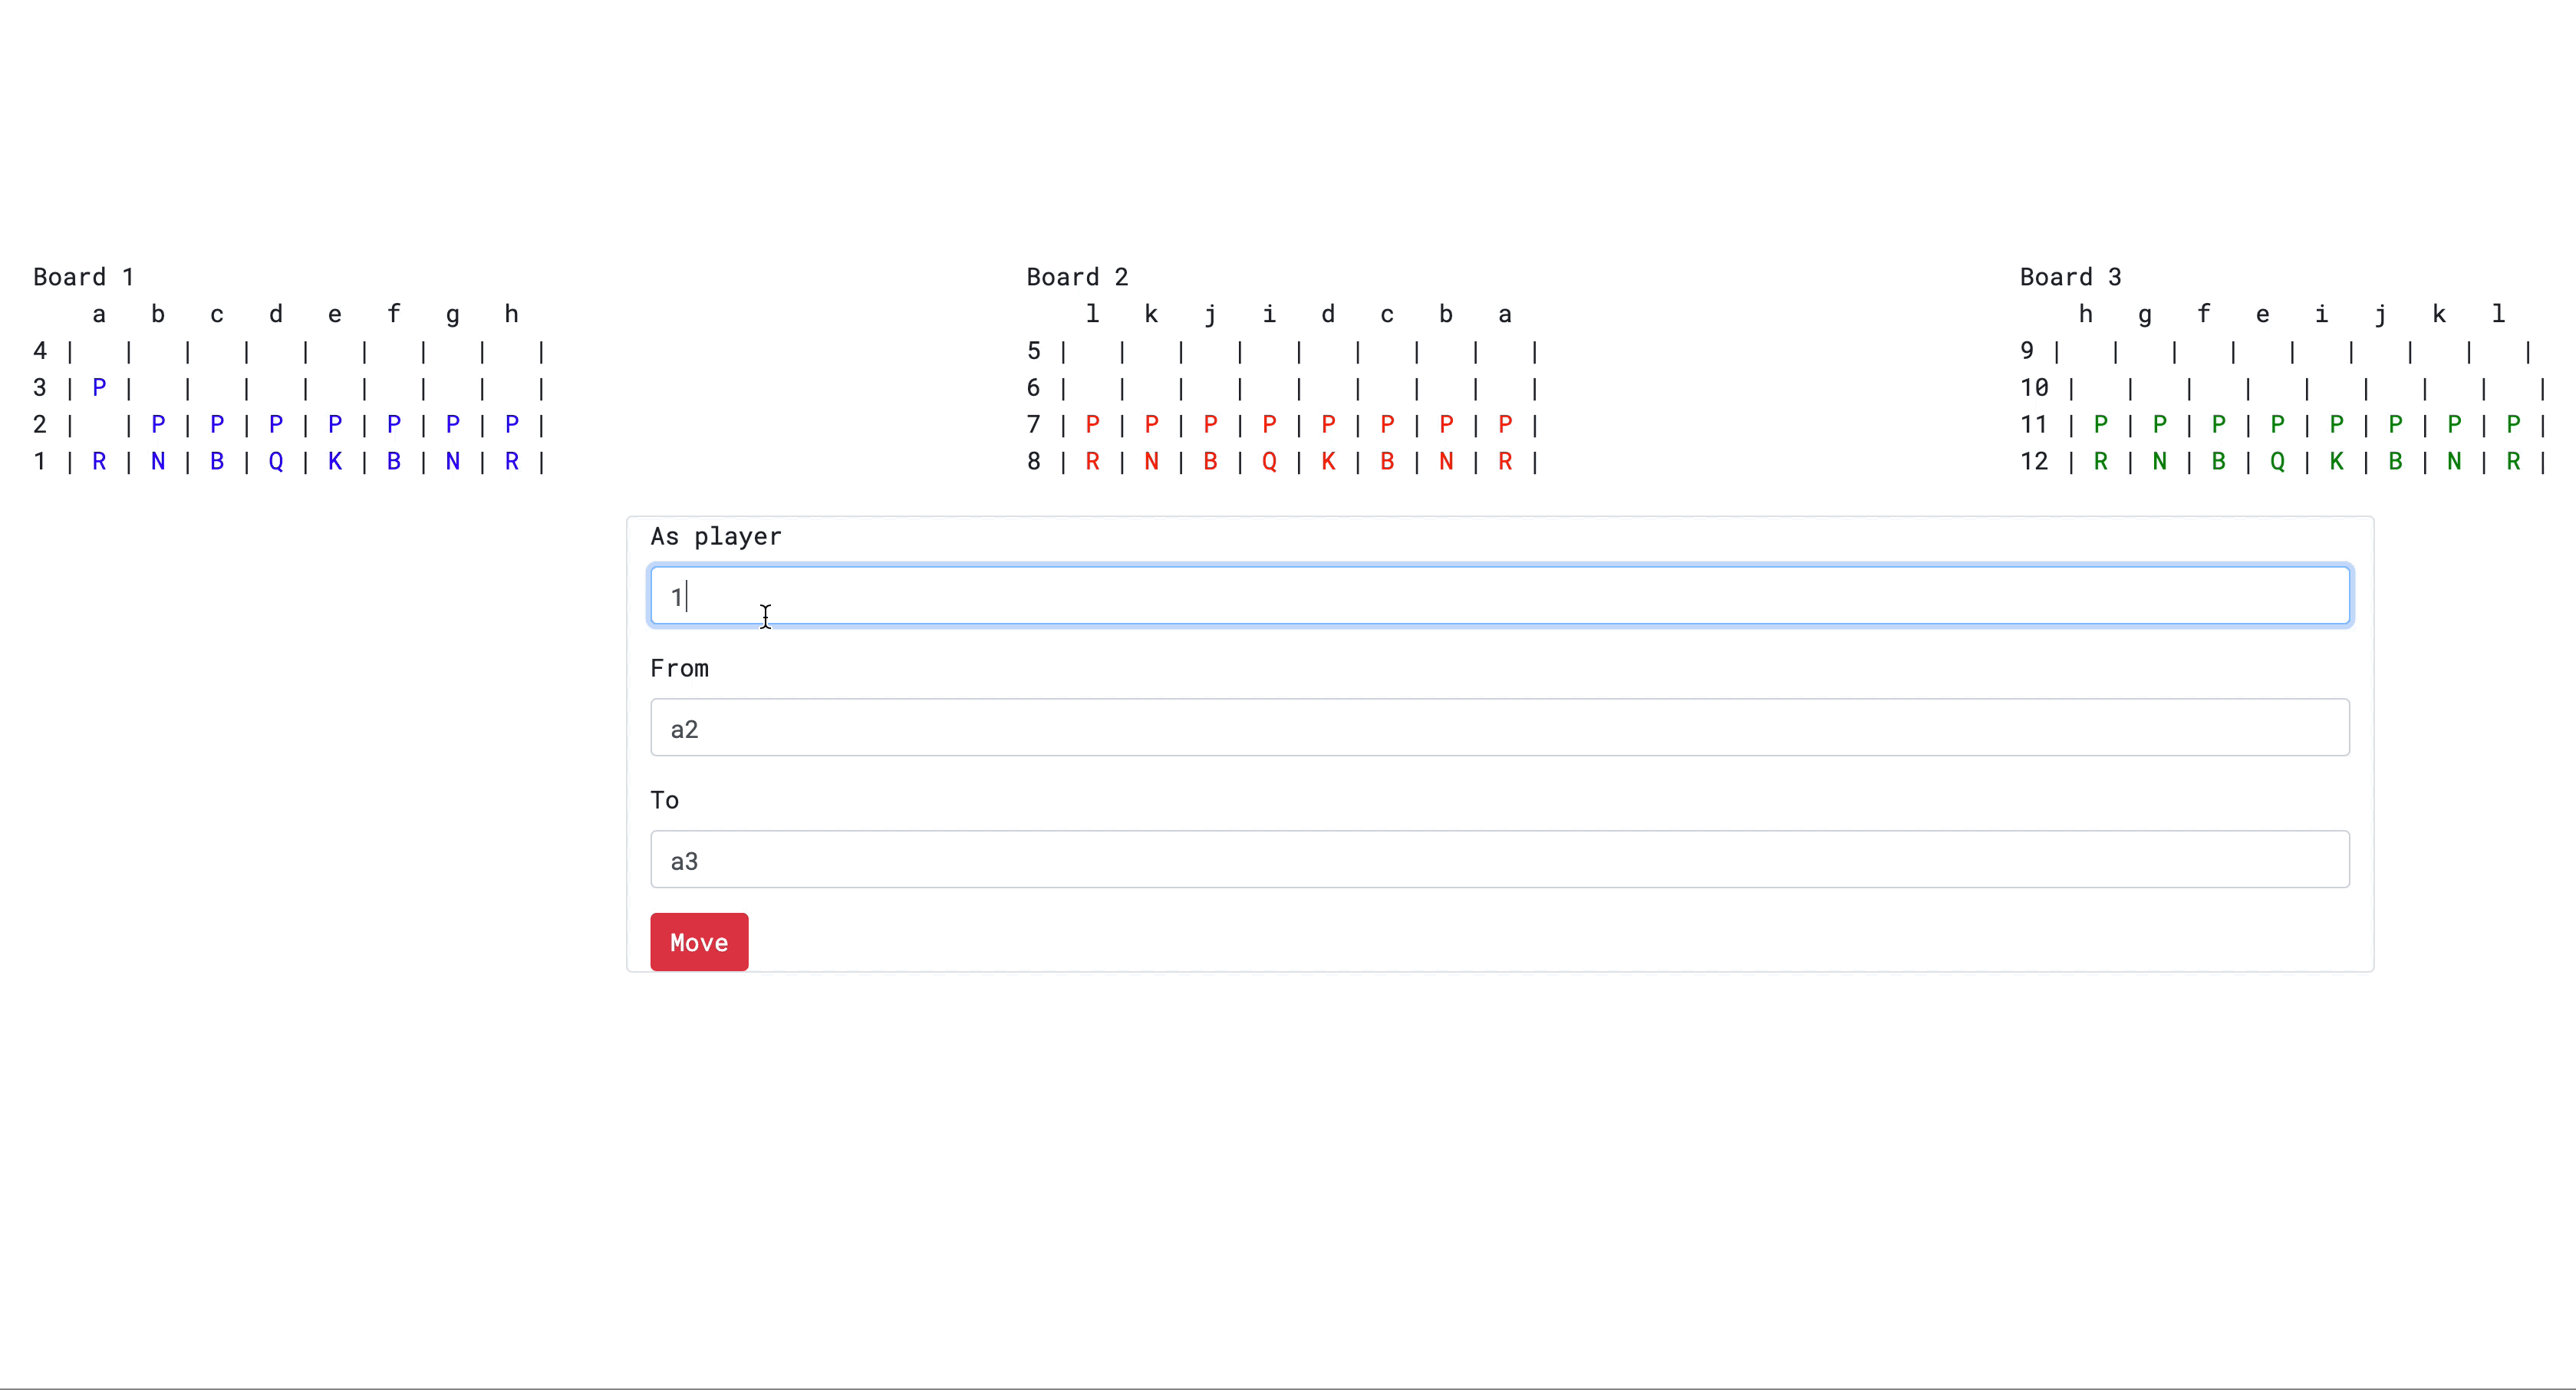 Board 1
a b c d e f g h
4 | | | | | | | | |
3 | P | | | | | | | |
2 | | P | P | P | P | P | P | P |
1 | R | N | B | Q | K | B | N | R |
Board 2
l k j i d c b a
5 | | | | | | | | |
6 | | | | | | | | |
7 | P | P | P | P | P | P | P | P |
8 | R | N | B | Q | K | B | N | R |
Board 3
h g f e i j k l
9 | | | | | | | | |
10 | | | | | | | | |
11 | P | P | P | P | P | P | P | P |
12 | R | N | B | Q | K | B | N | R |
As player
1
From
a2
To
a3
Move